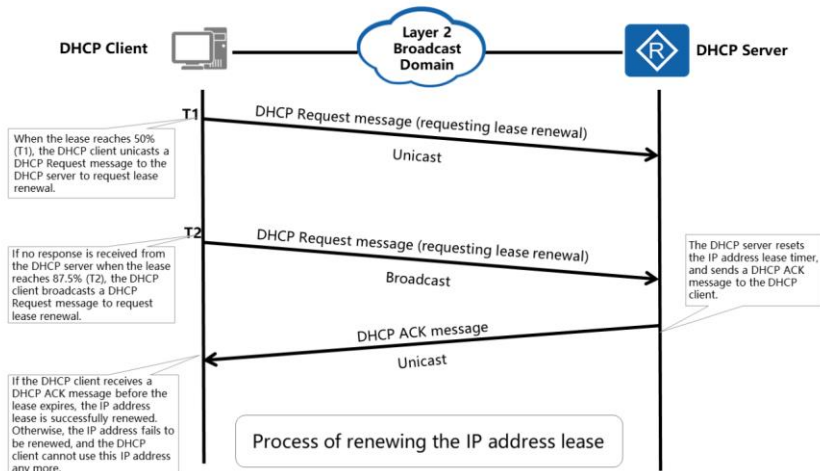 DHCP Client
Layer 2
Broadcast
Domain
R
DHCP Server
T1
DHCP Request message (requesting lease renewal)
Unicast
When the lease reaches 50%
(T1), the DHCP client unicasts a
DHCP Request message to the
DHCP server to request lease
renewal.
T2
DHCP Request message (requesting lease renewal)
Broadcast
If no response is received from
the DHCP server when the lease
reaches 87.5% (T2), the DHCP
client broadcasts a DHCP
Request message to request
lease renewal.
The DHCP server resets
the IP address lease timer,
and sends a DHCP ACK
message to the DHCP
client.
DHCP ACK message
Unicast
If the DHCP client receives a
DHCP ACK message before the
lease expires, the IP address
lease is successfully renewed.
Otherwise, the IP address fails to
be renewed, and the DHCP
client cannot use this IP address
any more.
Process of renewing the IP address lease